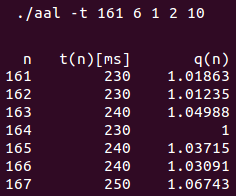 ./aal -t 161 6 1 2 10
n t(n)[ms] q(n)
161 230 1.01863
162 230 1.01235
163 240 1.04988
164 230 1
165 240 1.03715
166 240 1.03091
167 250 1.06743